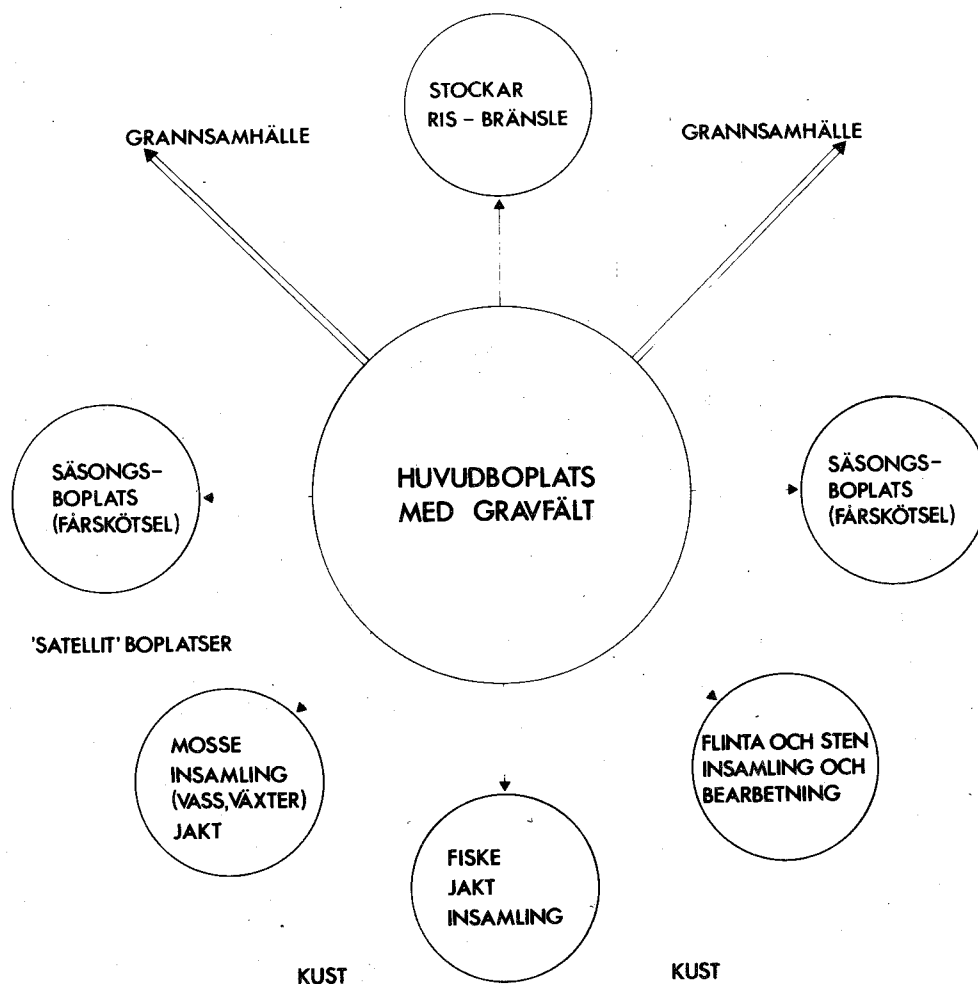 STOCKAR
RIS – BRÄNSLE
GRANNSAMHÄLLE
GRANNSAMHÄLLE
SÄSONGS–
BOPLATS
(FÅRSKÖTSEL)
HUVUDBOPLATS
MED GRAVFÄLT
SÄSONGS–
BOPLATS
(FÅRSKÖTSEL)
'SATELLIT' BOPLATSER
MOSSE
INSAMLING
(VASS,VÄXTER)
JAKT
FISKE
JAKT
INSAMLING
FLINTA OCH STEN
INSAMLING OCH
BEARBETNING
KUST
KUST